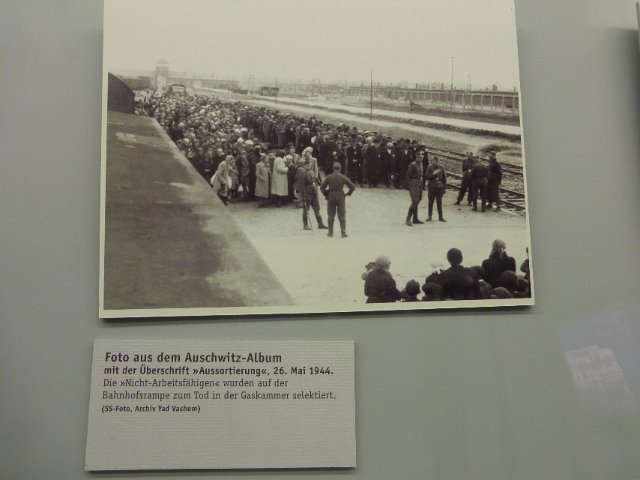 Foto aus dem Auschwitz-Album
mit der Überschrift »Aussortierung«, 26. Mai 1944.
Die »Nicht-Arbeitsfähigen« wurden auf der
Bahnhofsrampe zum Tod in der Gaskammer selektiert.
(SS-Foto, Archiv Yad Vashem)